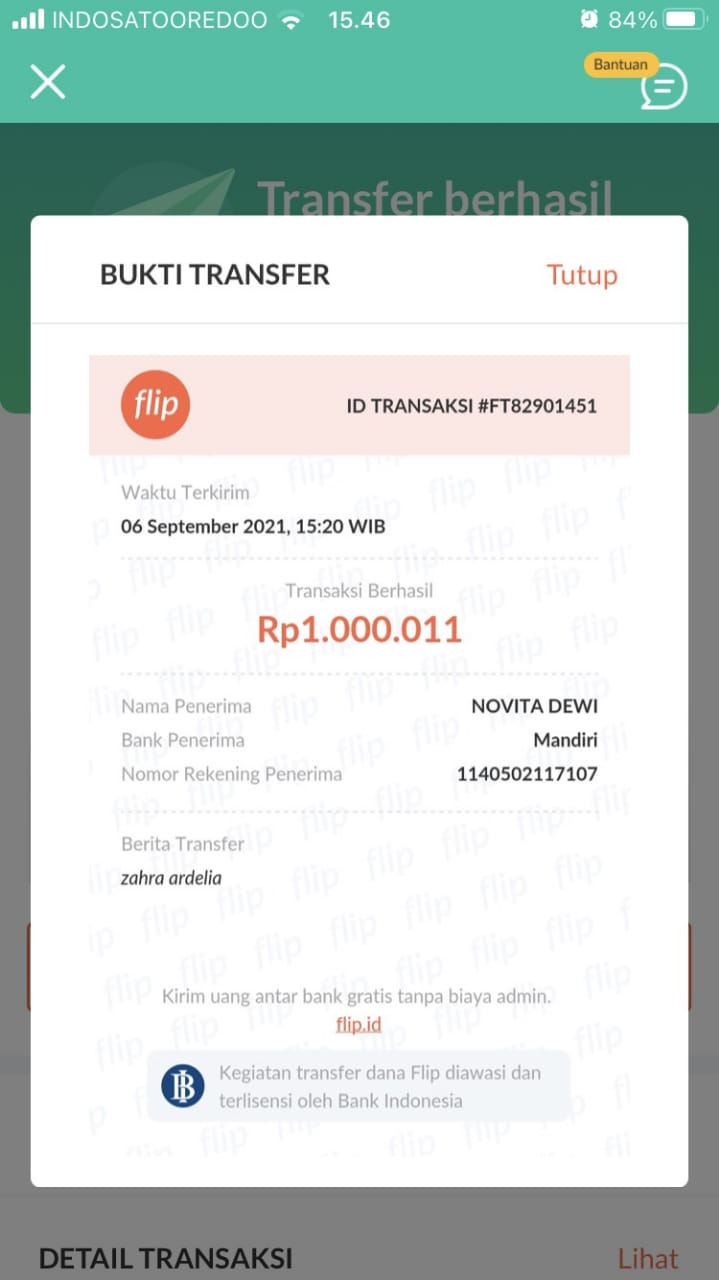 INDOSATOOREDOO 15.46 84%
Bantuan
Transfer berhasil
BUKTI TRANSFER Tutup
flip ID TRANSAKSI #FT82901451
Waktu Terkirim
06 September 2021, 15:20 WIB
Transaksi Berhasil
Rp1.000.011
Nama Penerima NOVITA DEWI
Bank Penerima Mandiri
Nomor Rekening Penerima 1140502117107
Berita Transfer
zahra ardelia
Kirim uang antar bank gratis tanpa biaya admin.
flip.id
Kegiatan transfer dana Flip diawasi dan
terlisensi oleh Bank Indonesia
DETAIL TRANSAKSI Lihat